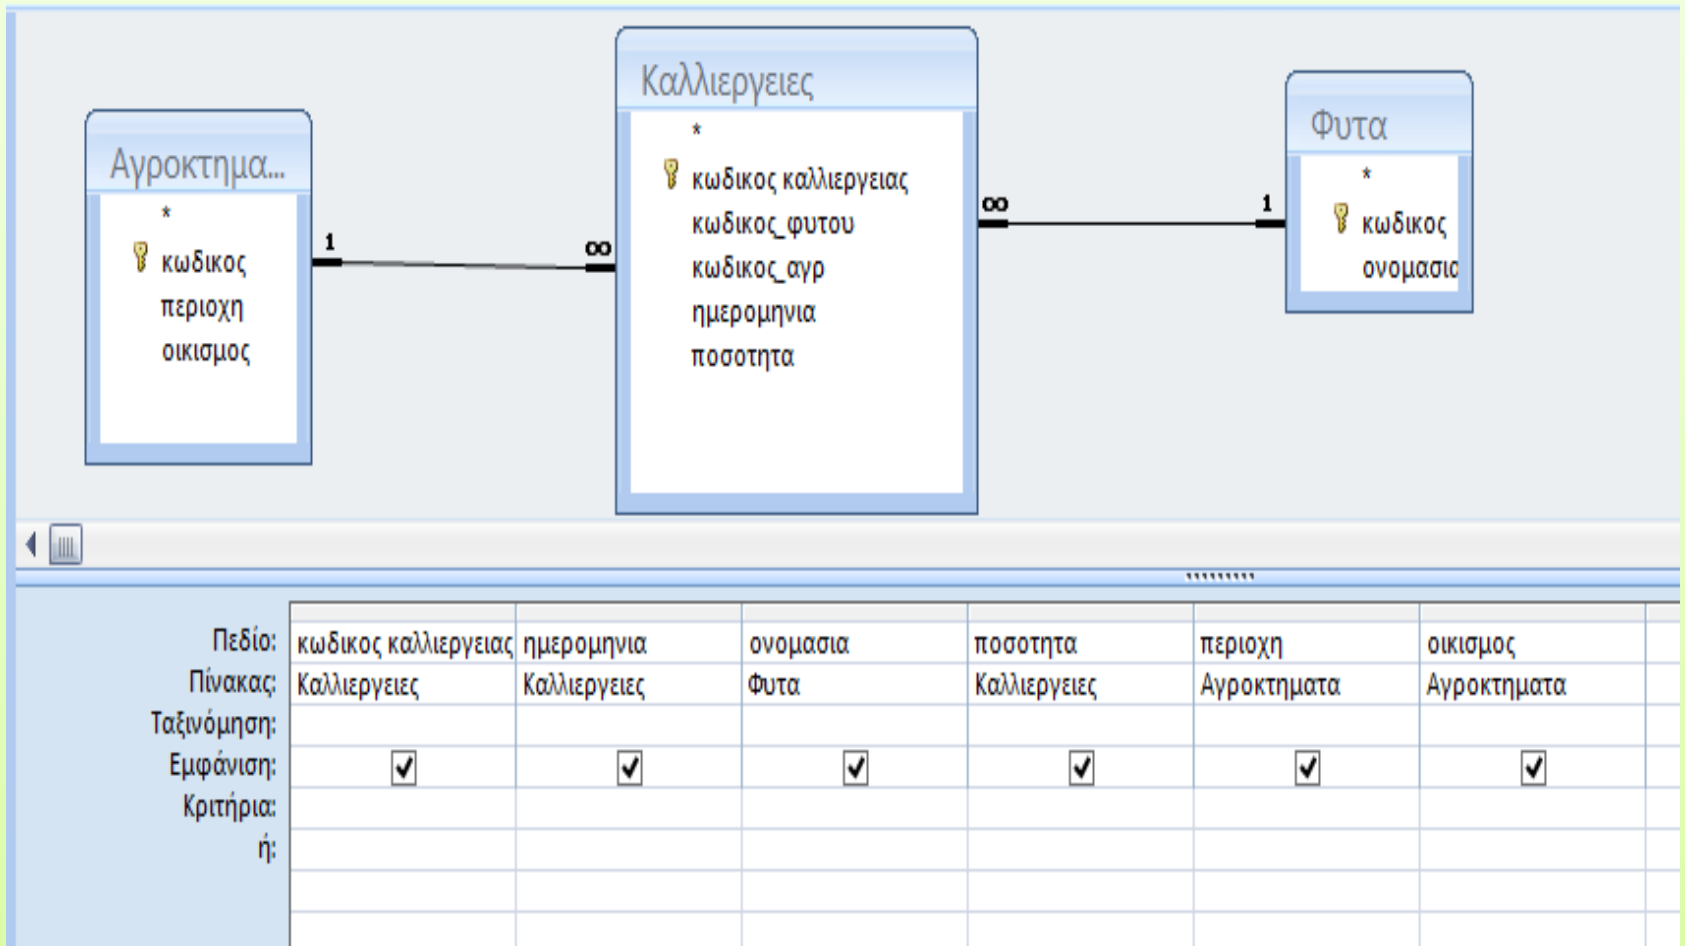 Καλλιεργειες
*
κωδικος καλλιεργειας
κωδικος_φυτου
κωδικος_αγρ
ημερομηνια
ποσοτητα
Αγροκτημα...
*
κωδικος
περιοχη
οικισμος
1
∞
∞
1
Φυτα
*
κωδικος
ονομασια
Πεδίο: κωδικος καλλιεργειας ημερομηνια ονομασια ποσοτητα περιοχη οικισμος
Πίνακας: Καλλιεργειες Καλλιεργειες Φυτα Καλλιεργειες Αγροκτηματα Αγροκτηματα
Ταξινόμηση:
Εμφάνιση:
Κριτήρια:
ή: